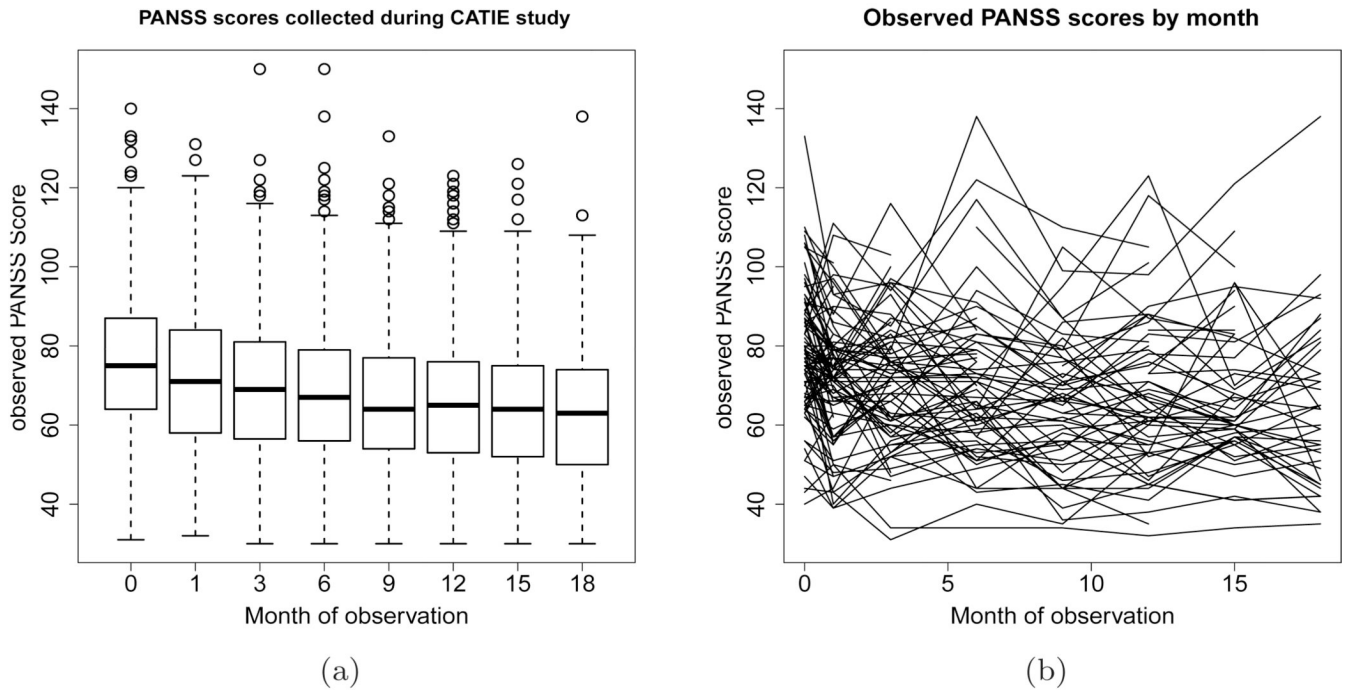 PANSS scores collected during CATIE study
observed PANSS Score
140
120
100
80
60
40
0 1 3 6 9 12 15 18
Month of observation
(a)
Observed PANSS scores by month
observed PANSS score
140
120
100
80
60
40
0 5 10 15
Month of observation
(b)